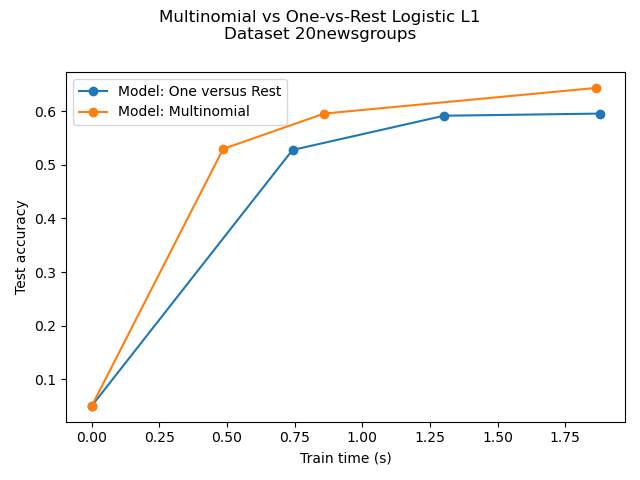 Multinomial vs One-vs-Rest Logistic L1
Dataset 20newsgroups
Model: One versus Rest
Model: Multinomial
Test accuracy
0.6
0.5
0.4
0.3
0.2
0.1
0.00 0.25 0.50 0.75 1.00 1.25 1.50 1.75
Train time (s)